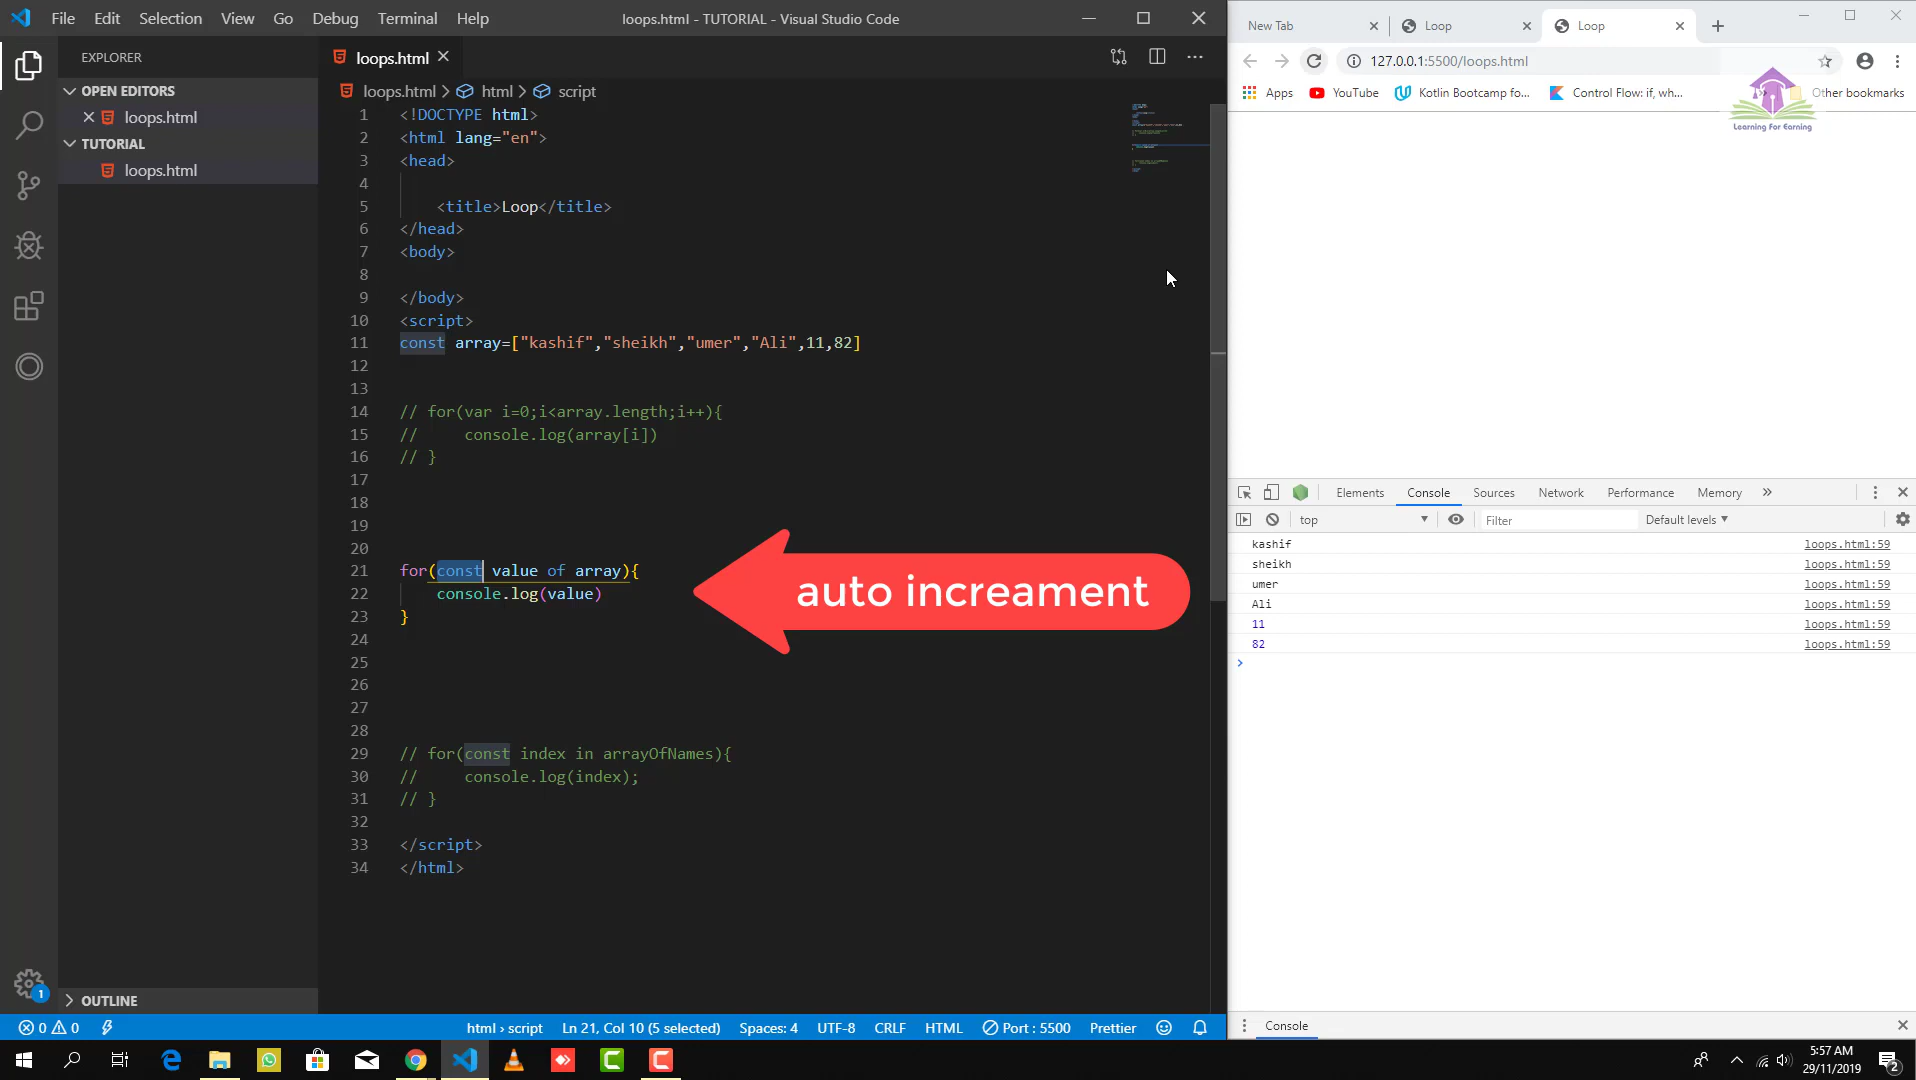 File Edit Selection View Go Debug Terminal Help
loops.html - TUTORIAL - Visual Studio Code
EXPLORER
OPEN EDITORS
loops.html
TUTORIAL
loops.html
OUTLINE
loops.html
loops.html > html > script
1 <!DOCTYPE html>
2 <html lang="en">
3 <head>
4
5 <title>Loop</title>
6 </head>
7 <body>
8
9 </body>
10 <script>
11 const array=["kashif","sheikh","umer","Ali",11,82]
12
13
14 // for(var i=0;i<array.length;i++){
15 // console.log(array[i])
16 // }
17
18
19
20
21 for(const value of array){
22 console.log(value)
23 }
24
25
26
27
28
29 // for(const index in arrayOfNames){
30 // console.log(index);
31 // }
32
33 </script>
34 </html>
auto increament
1
0 0 html › script Ln 21, Col 10 (5 selected) Spaces: 4 UTF-8 CRLF HTML Port : 5500 Prettier
New Tab Loop Loop
127.0.0.1:5500/loops.html
Apps YouTube Kotlin Bootcamp fo... Control Flow: if, wh... Other bookmarks
Learning For Earning
Elements Console Sources Network Performance Memory
top Filter Default levels
kashif loops.html:59
sheikh loops.html:59
umer loops.html:59
Ali loops.html:59
11 loops.html:59
82 loops.html:59
Console
5:57 AM
29/11/2019
2